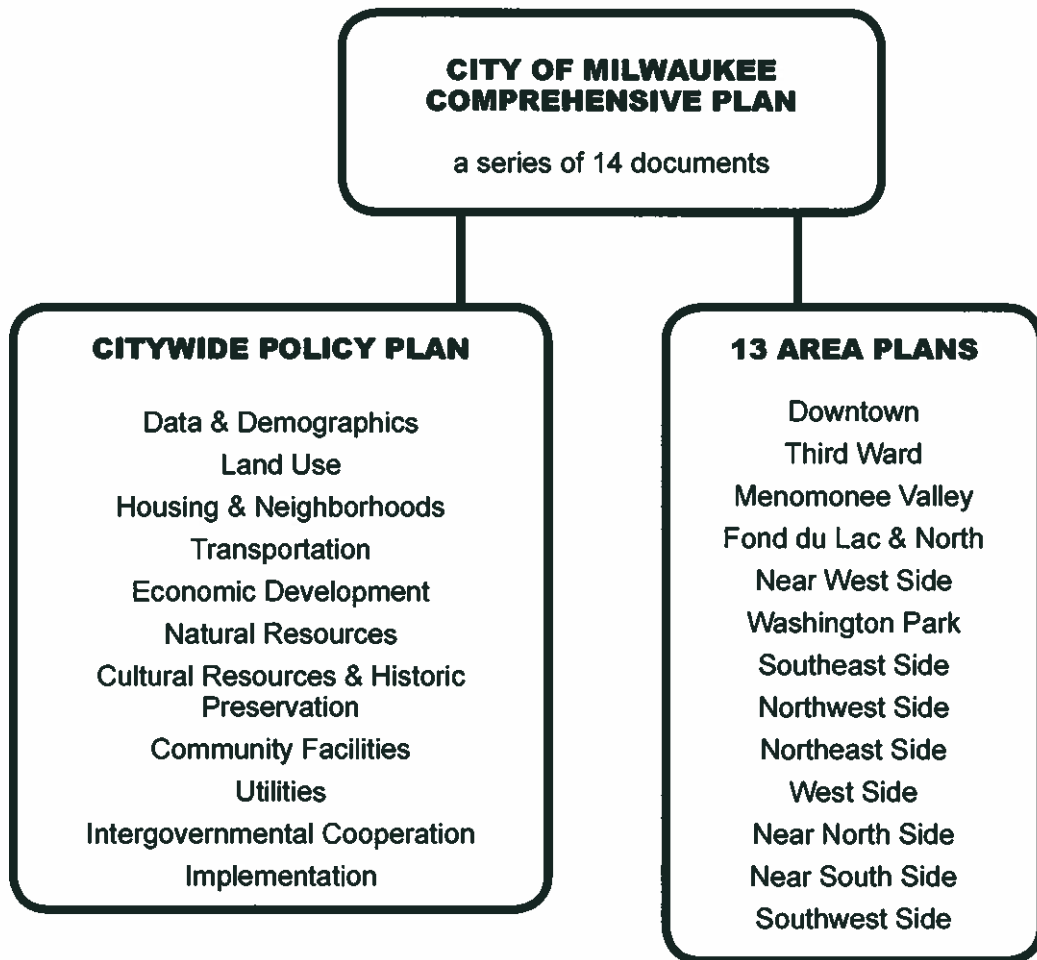 CITY OF MILWAUKEE
COMPREHENSIVE PLAN
a series of 14 documents
CITYWIDE POLICY PLAN
Data & Demographics
Land Use
Housing & Neighborhoods
Transportation
Economic Development
Natural Resources
Cultural Resources & Historic
Preservation
Community Facilities
Utilities
Intergovernmental Cooperation
Implementation
13 AREA PLANS
Downtown
Third Ward
Menomonee Valley
Fond du Lac & North
Near West Side
Washington Park
Southeast Side
Northwest Side
Northeast Side
West Side
Near North Side
Near South Side
Southwest Side